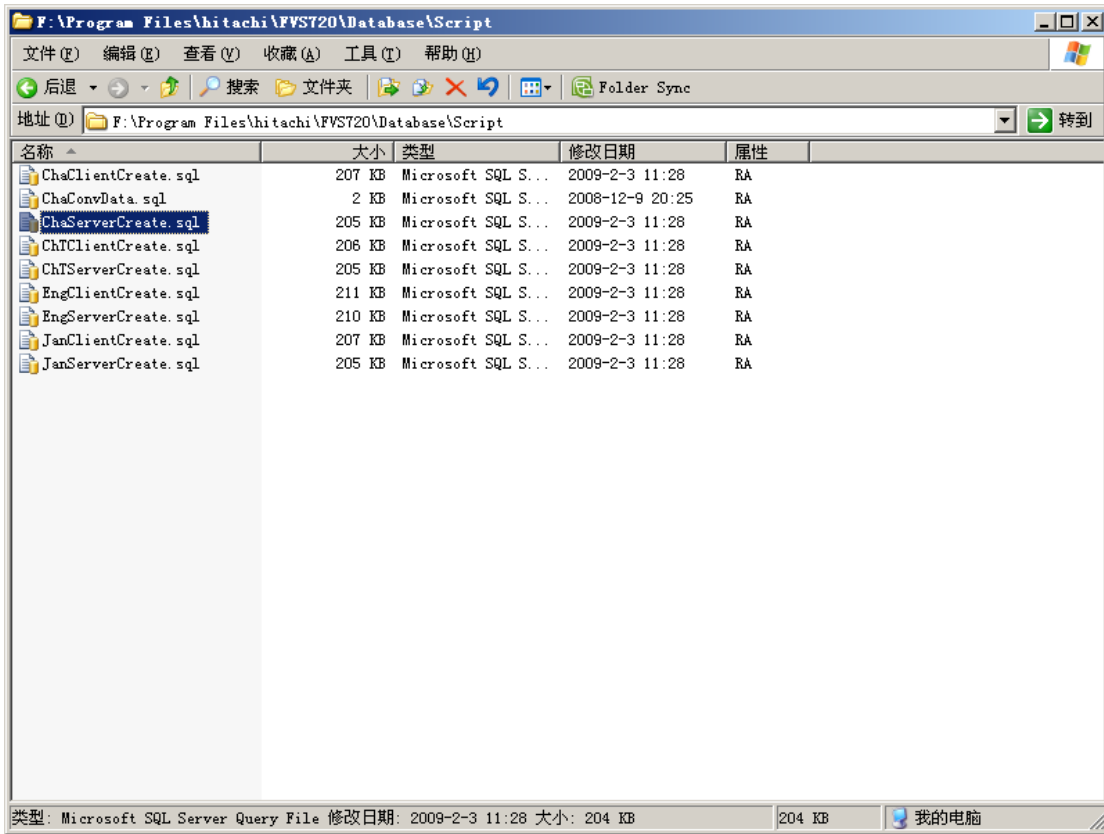 F:\Program Files\hitachi\FVS720\Database\Script
文件(F) 编辑(E) 查看(V) 收藏(A) 工具(T) 帮助(H)
后退 搜索 文件夹 Folder Sync
地址(D) F:\Program Files\hitachi\FVS720\Database\Script 转到
名称 大小 类型 修改日期 属性
ChaClientCreate.sql 207 KB Microsoft SQL S... 2009-2-3 11:28 RA
ChaConvData.sql 2 KB Microsoft SQL S... 2008-12-9 20:25 RA
ChaServerCreate.sql 205 KB Microsoft SQL S... 2009-2-3 11:28 RA
ChTClientCreate.sql 206 KB Microsoft SQL S... 2009-2-3 11:28 RA
ChTServerCreate.sql 205 KB Microsoft SQL S... 2009-2-3 11:28 RA
EngClientCreate.sql 211 KB Microsoft SQL S... 2009-2-3 11:28 RA
EngServerCreate.sql 210 KB Microsoft SQL S... 2009-2-3 11:28 RA
JanClientCreate.sql 207 KB Microsoft SQL S... 2009-2-3 11:28 RA
JanServerCreate.sql 205 KB Microsoft SQL S... 2009-2-3 11:28 RA
类型: Microsoft SQL Server Query File 修改日期: 2009-2-3 11:28 大小: 204 KB 204 KB 我的电脑